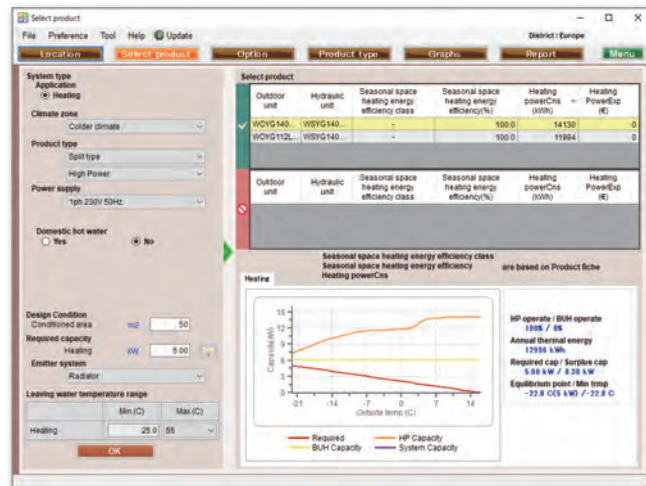 Select product
File Preference Tool Help Update District : Europe
Location Select product Option Product type Graphs Report Menu
System type
Application
Heating
Climate zone
Colder climate
Product type
Split type
High Power
Power supply
1ph 230V 50Hz
Domestic hot water
Yes No
Design Condition
Conditioned area m2 50
Required capacity
Heating kW 5.00
Emitter system
Radiator
Leaving water temperature range
Min.(C) Max.(C)
Heating 25.0 55
OK
Select product
Outdoor unit Hydraulic unit Seasonal space heating energy efficiency class Seasonal space heating energy efficiency(%) Heating powerCns (kWh) Heating PowerExp (€)
WOYG140... WSYG140... - 100.0 14130 0
WOYG112L... WSYG140... - 100.0 11994 0
Outdoor unit Hydraulic unit Seasonal space heating energy efficiency class Seasonal space heating energy efficiency(%) Heating powerCns (kWh) Heating PowerExp (€)
Seasonal space heating energy efficiency class
Seasonal space heating energy efficiency are based on Product fiche
Heating powerCns
Heating
Capacity(kW)
15
12
9
6
3
0
-21 -14 -7 0 7 14
Outside temp (C)
Required HP Capacity
BUH Capacity System Capacity
HP operate / BUH operate
100% / 0%
Annual thermal energy
12996 kWh
Required cap / Surplus cap
5.00 kW / 8.30 kW
Equilibrium point / Min tmp
-22.0 C(5 kW) /-22.0 C